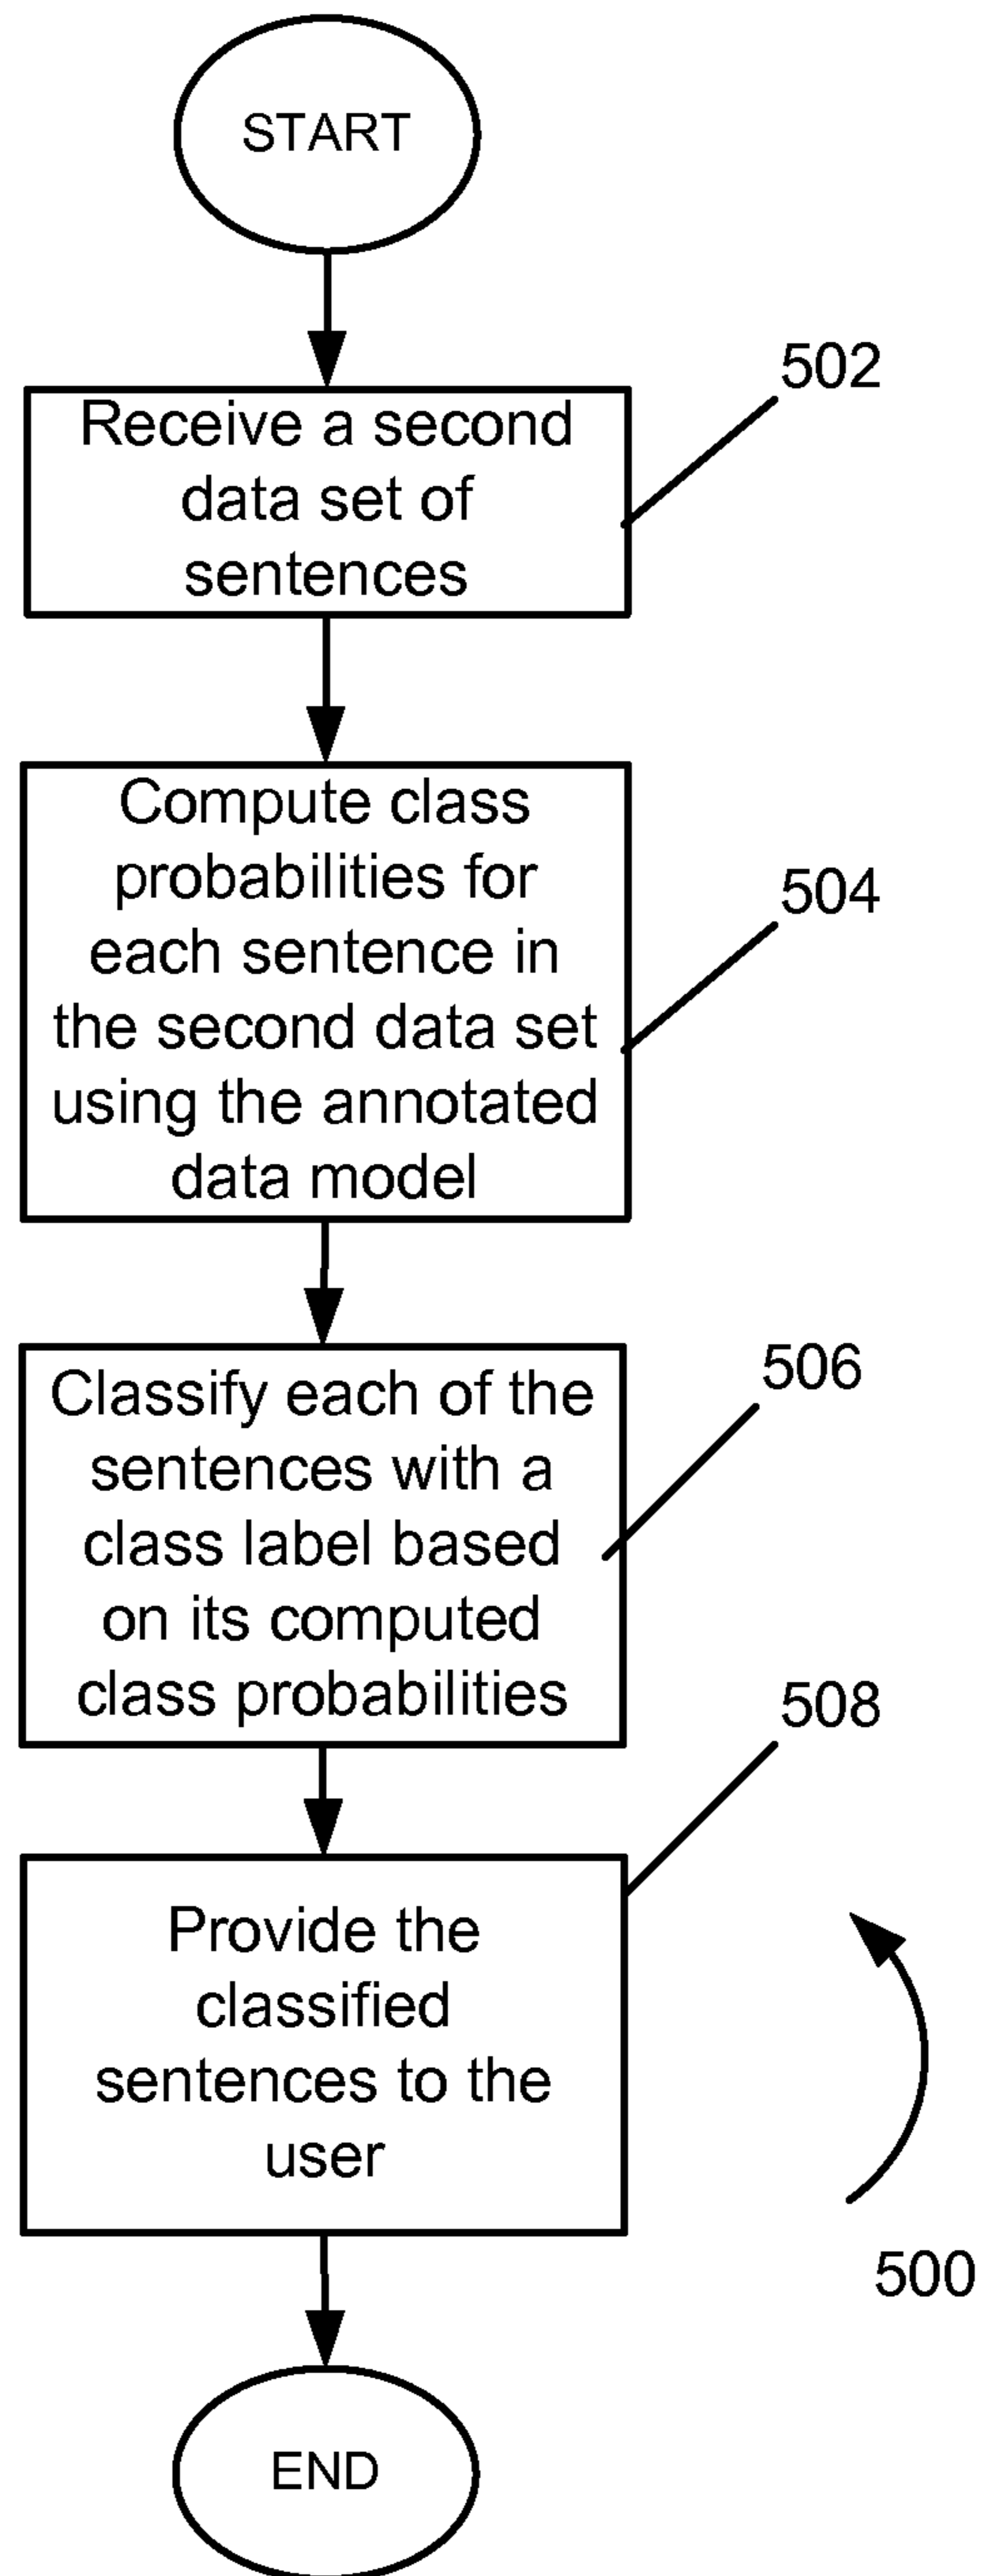 START
502
Receive a second
data set of
sentences
504
Compute class
probabilities for
each sentence in
the second data set
using the annotated
data model
506
Classify each of the
sentences with a
class label based
on its computed
class probabilities
508
Provide the
classified
sentences to the
user
500
END